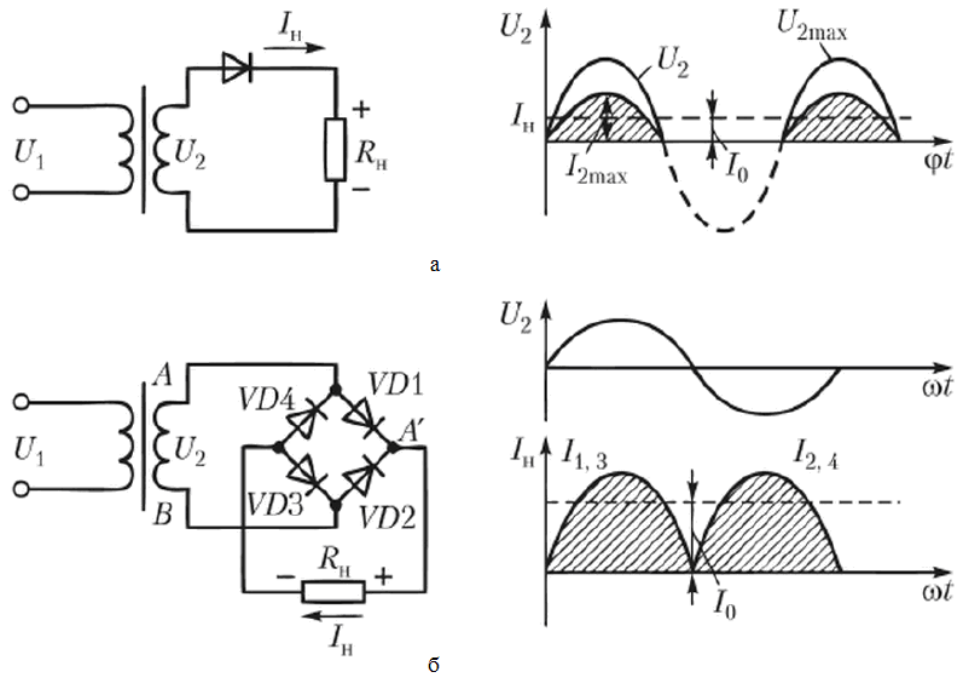 Iн
U₁
U₂
+
Rн
−
U₂
U₂max
U₂
Iн
I₂max
I₀
φt
а
U₁
A
U₂
B
VD4
VD1
A′
VD3
VD2
Rн
−
+
Iн
U₂
ωt
Iн
I₁, ₃
I₂, ₄
I₀
ωt
б